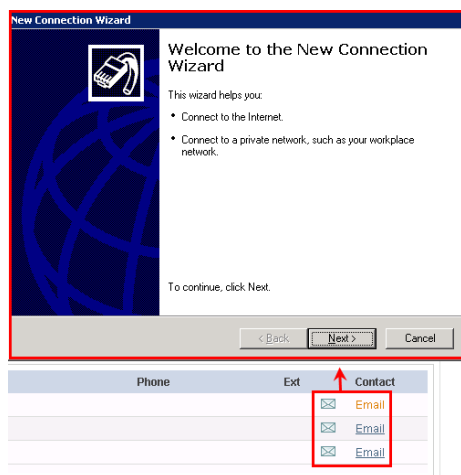 New Connection Wizard
Welcome to the New Connection
Wizard
This wizard helps you:
• Connect to the Internet.
• Connect to a private network, such as your workplace
network.
To continue, click Next.
< Back Next > Cancel
Phone Ext Contact
Email
Email
Email